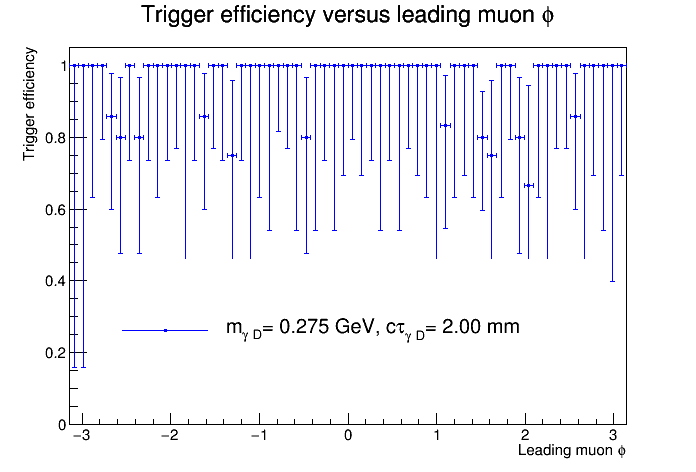 Trigger efficiency versus leading muon ϕ
Trigger efficiency
1
0.8
0.6
0.4
0.2
0
m_γ D= 0.275 GeV, cτ_γ D= 2.00 mm
−3 −2 −1 0 1 2 3
Leading muon ϕ